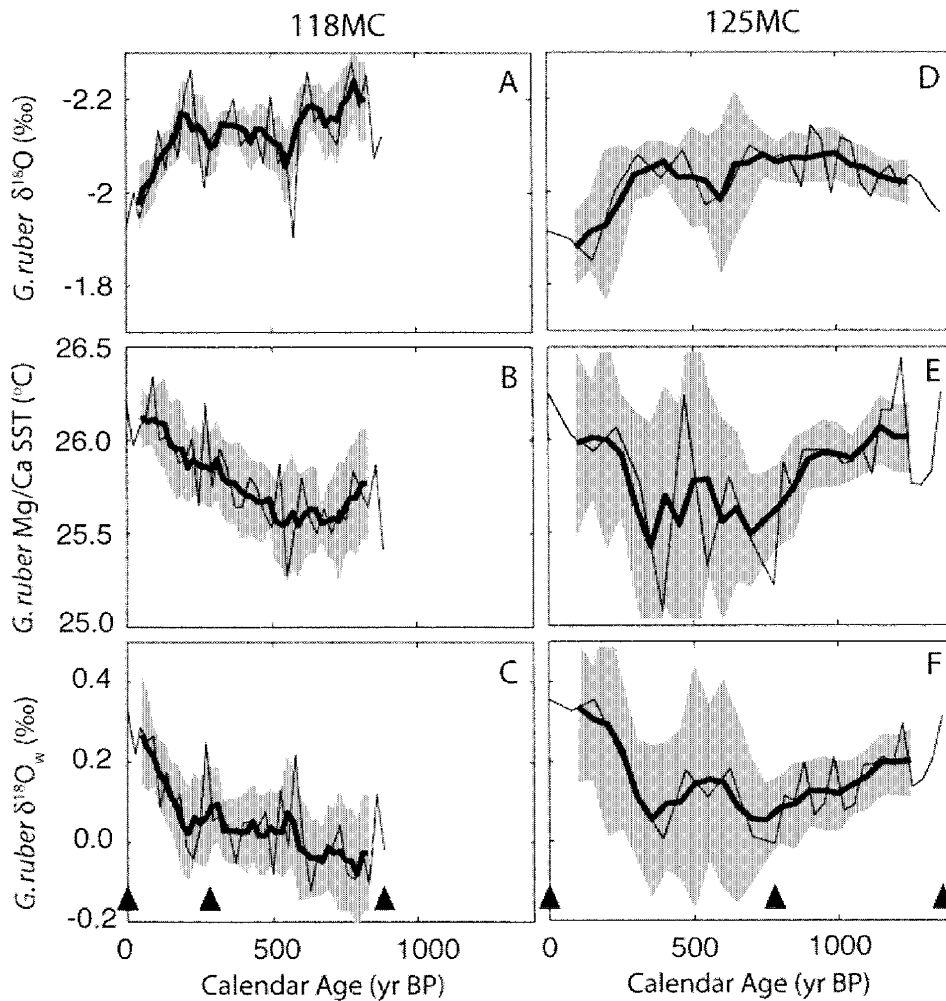 118MC
125MC
A
D
-2.2
-2
-1.8
G. ruber δ18O (‰)
B
E
26.5
26.0
25.5
25.0
G. ruber Mg/Ca SST (°C)
C
F
0.4
0.2
0.0
-0.2
G. ruber δ18Ow (‰)
0
500
1000
0
500
1000
Calendar Age (yr BP)
Calendar Age (yr BP)